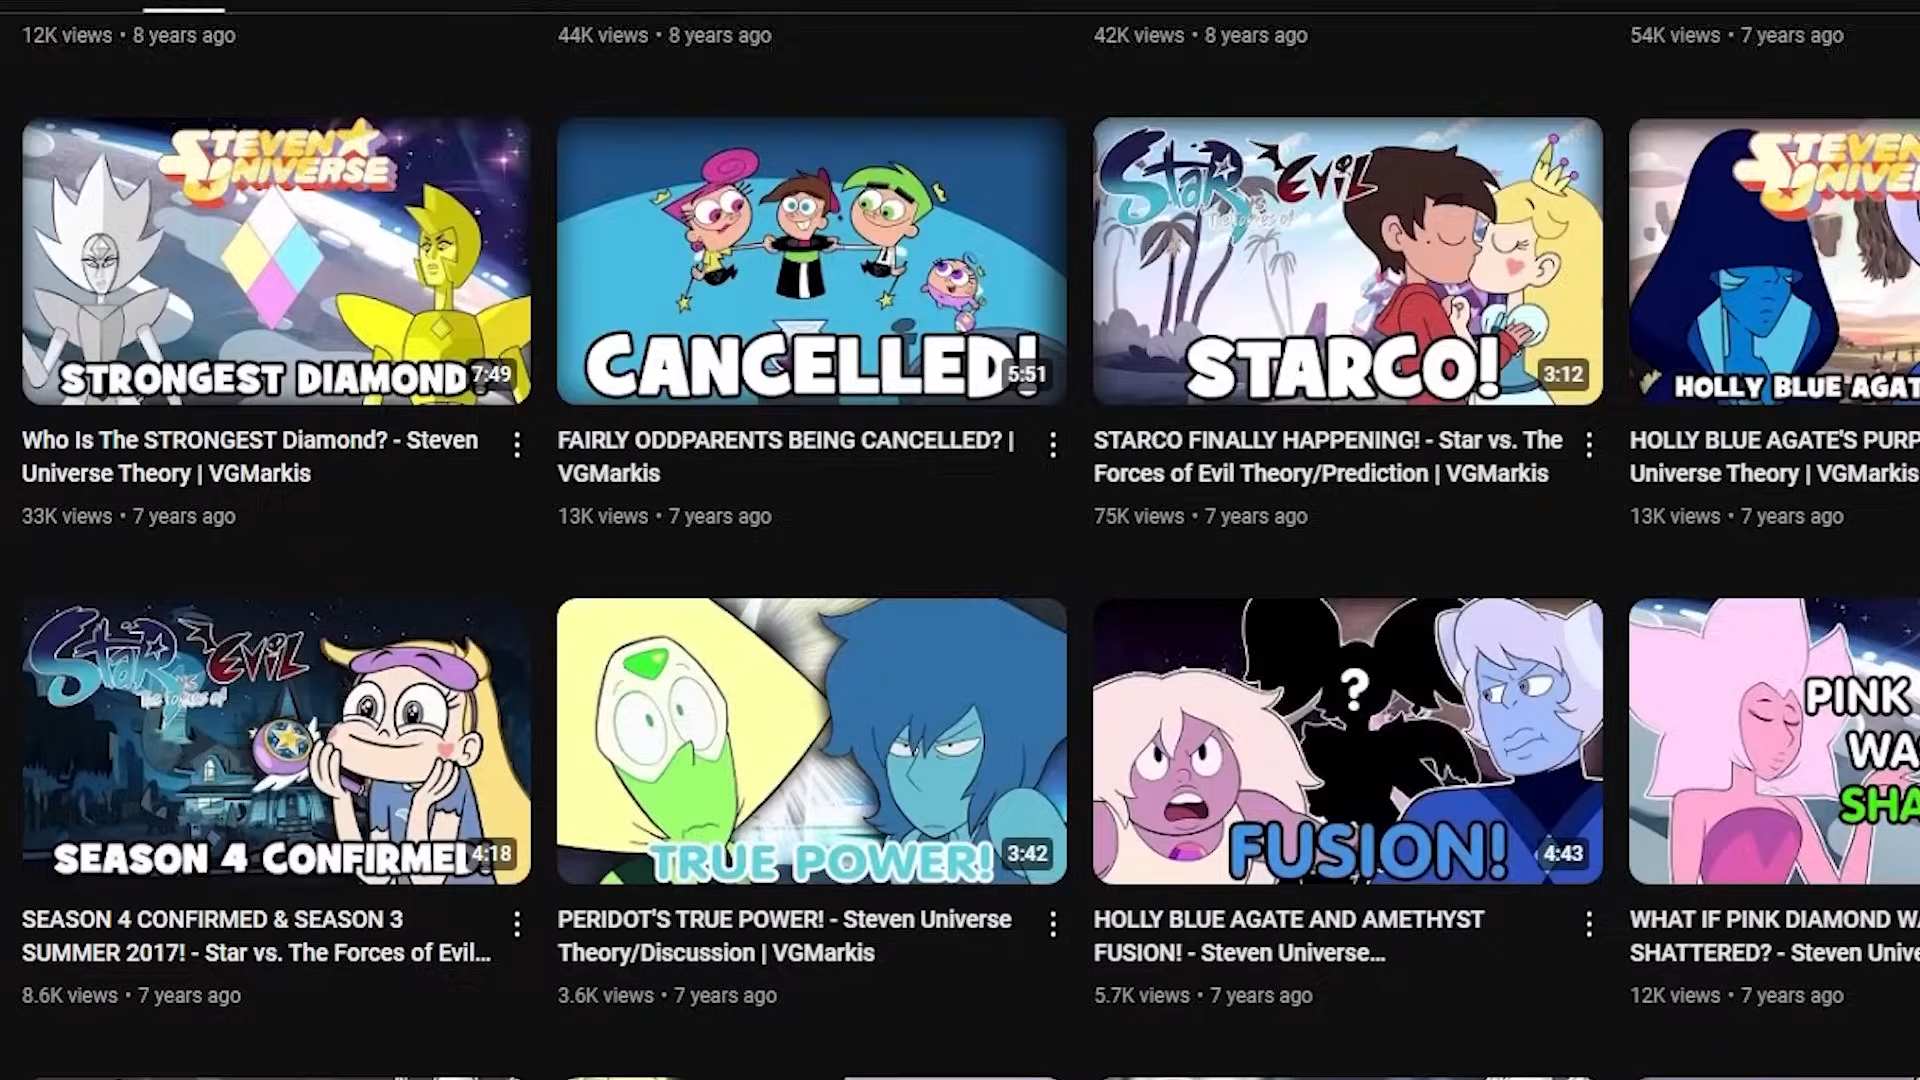 12K views • 8 years ago
44K views • 8 years ago
42K views • 8 years ago
54K views • 7 years ago
STEVEN UNIVERSE
STRONGEST DIAMOND
7:49
CANCELLED!
5:51
STAR vs EVIL
The forces of
STARCO!
3:12
STEVEN
UNIVE
HOLLY BLUE AGAT
Who Is The STRONGEST Diamond? - Steven
Universe Theory | VGMarkis
33K views • 7 years ago
FAIRLY ODDPARENTS BEING CANCELLED? |
VGMarkis
13K views • 7 years ago
STARCO FINALLY HAPPENING! - Star vs. The
Forces of Evil Theory/Prediction | VGMarkis
75K views • 7 years ago
HOLLY BLUE AGATE'S PURP
Universe Theory | VGMarkis
13K views • 7 years ago
STAR vs EVIL
The forces of
SEASON 4 CONFIRMED
4:18
TRUE POWER!
3:42
?
FUSION!
4:43
PINK
WA
SHA
SEASON 4 CONFIRMED & SEASON 3
SUMMER 2017! - Star vs. The Forces of Evil...
8.6K views • 7 years ago
PERIDOT'S TRUE POWER! - Steven Universe
Theory/Discussion | VGMarkis
3.6K views • 7 years ago
HOLLY BLUE AGATE AND AMETHYST
FUSION! - Steven Universe...
5.7K views • 7 years ago
WHAT IF PINK DIAMOND WA
SHATTERED? - Steven Unive
12K views • 7 years ago